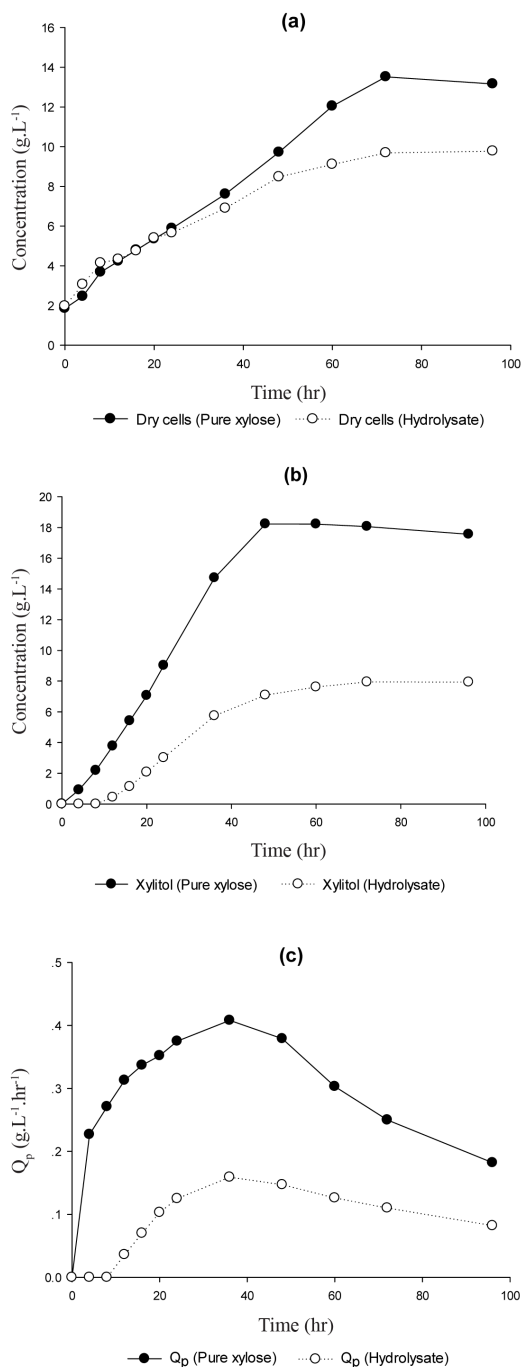 (a)
16
14
12
10
8
6
4
2
0
Concentration (g.L-1)
0 20 40 60 80 100
Time (hr)
Dry cells (Pure xylose) Dry cells (Hydrolysate)
(b)
20
18
16
14
12
10
8
6
4
2
0
Concentration (g.L-1)
0 20 40 60 80 100
Time (hr)
Xylitol (Pure xylose) Xylitol (Hydrolysate)
(c)
.5
.4
.3
.2
.1
0.0
Qp (g.L-1.hr-1)
0 20 40 60 80 100
Time (hr)
Qp (Pure xylose) Qp (Hydrolysate)